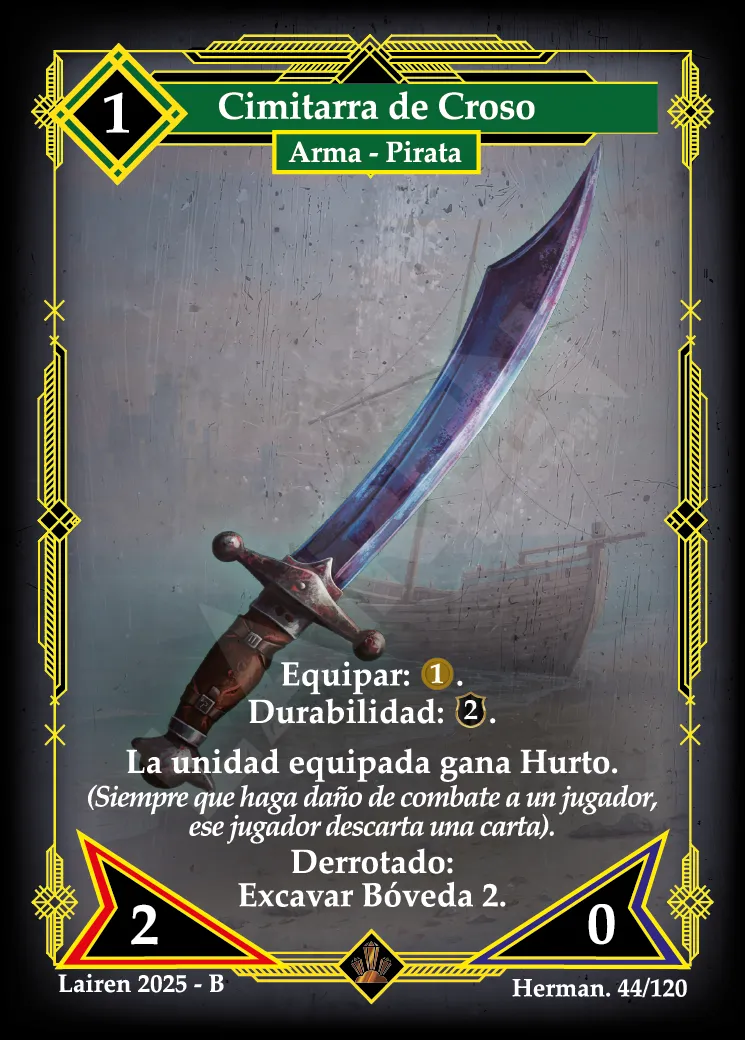 1
Cimitarra de Croso
Arma - Pirata
Equipar: 1.
Durabilidad: 2.
La unidad equipada gana Hurto.
(Siempre que haga daño de combate a un jugador,
ese jugador descarta una carta).
Derrotado:
Excavar Bóveda 2.
2
0
Lairen 2025 - B
Herman. 44/120